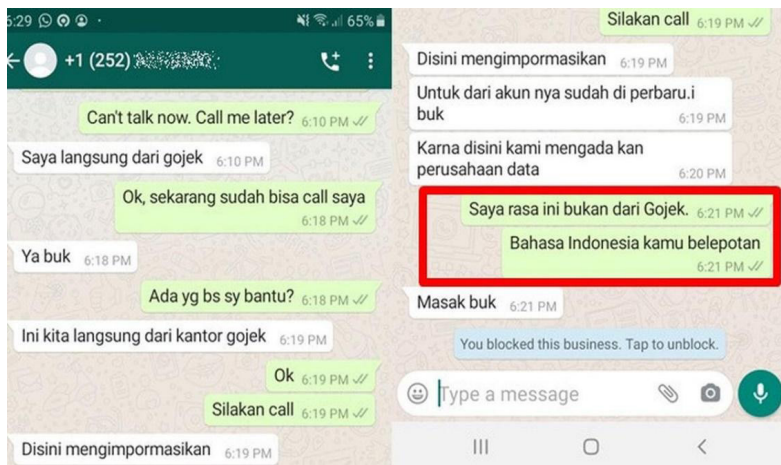 5:29
65%
+1 (252)
Can't talk now. Call me later? 6:10 PM
Saya langsung dari gojek 6:10 PM
Ok, sekarang sudah bisa call saya
6:18 PM
Ya buk 6:18 PM
Ada yg bs sy bantu? 6:18 PM
Ini kita langsung dari kantor gojek 6:19 PM
Ok 6:19 PM
Silakan call 6:19 PM
Disini mengimpormasikan 6:19 PM
Silakan call 6:19 PM
Disini mengimpormasikan 6:19 PM
Untuk dari akun nya sudah di perbaru.i
buk 6:19 PM
Karna disini kami mengada kan
perusahaan data 6:20 PM
Saya rasa ini bukan dari Gojek. 6:21 PM
Bahasa Indonesia kamu belepotan
6:21 PM
Masak buk 6:21 PM
You blocked this business. Tap to unblock.
Type a message